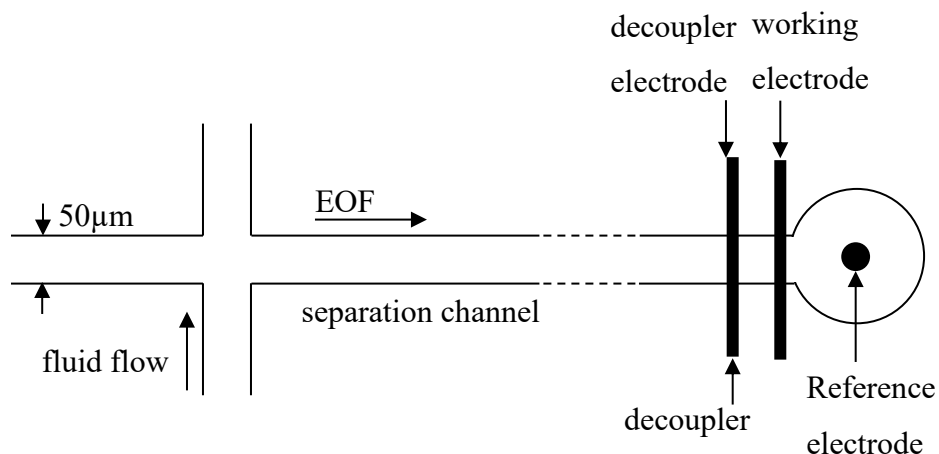 decoupler
electrode
working
electrode
50µm
EOF
separation channel
fluid flow
decoupler
Reference
electrode